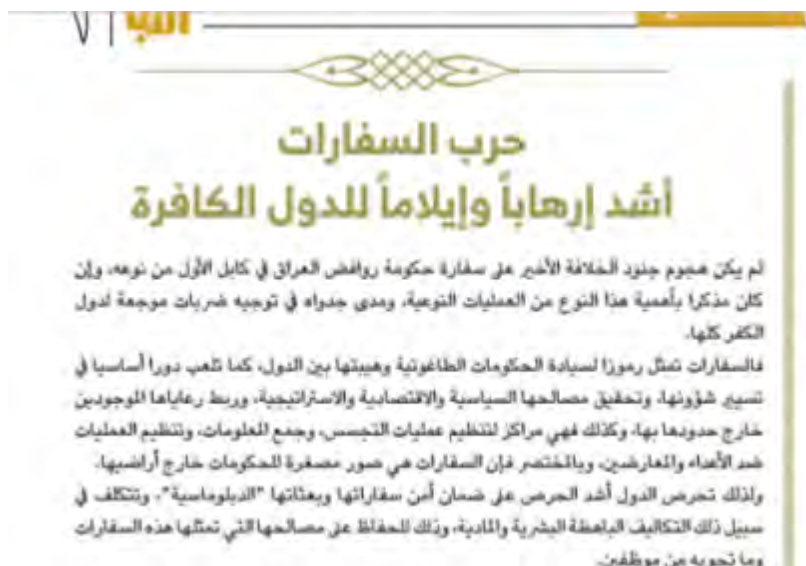 النبأ | ٧
حرب السفارات
أشد إرهاباً وإيلاماً للدول الكافرة
لم يكن هجوم جنود الخلافة الأخير على سفارة حكومة روافض العراق في كابل الأول من نوعه، وإن
كان مذكرا بأهمية هذا النوع من العمليات النوعية، ومدى جدواه في توجيه ضربات موجعة لدول
الكفر كلها.
فالسفارات تمثل رموزا لسيادة الحكومات الطاغوتية وهيبتها بين الدول، كما تلعب دورا أساسيا في
تسيير شؤونها، وتحقيق مصالحها السياسية والاقتصادية والاستراتيجية، وربط رعاياها الموجودين
خارج حدودها بها، وكذلك فهي مراكز لتنظيم عمليات التجسس، وجمع المعلومات، وتنظيم العمليات
ضد الأعداء والمعارضين، وبالمختصر فإن السفارات هي صور مصغرة للحكومات خارج أراضيها.
ولذلك تحرص الدول أشد الحرص على ضمان أمن سفاراتها وبعثاتها "الدبلوماسية"، وتتكلف في
سبيل ذلك التكاليف الباهظة البشرية والمادية، وذلك للحفاظ على مصالحها التي تمثلها هذه السفارات
وما تحويه من موظفين